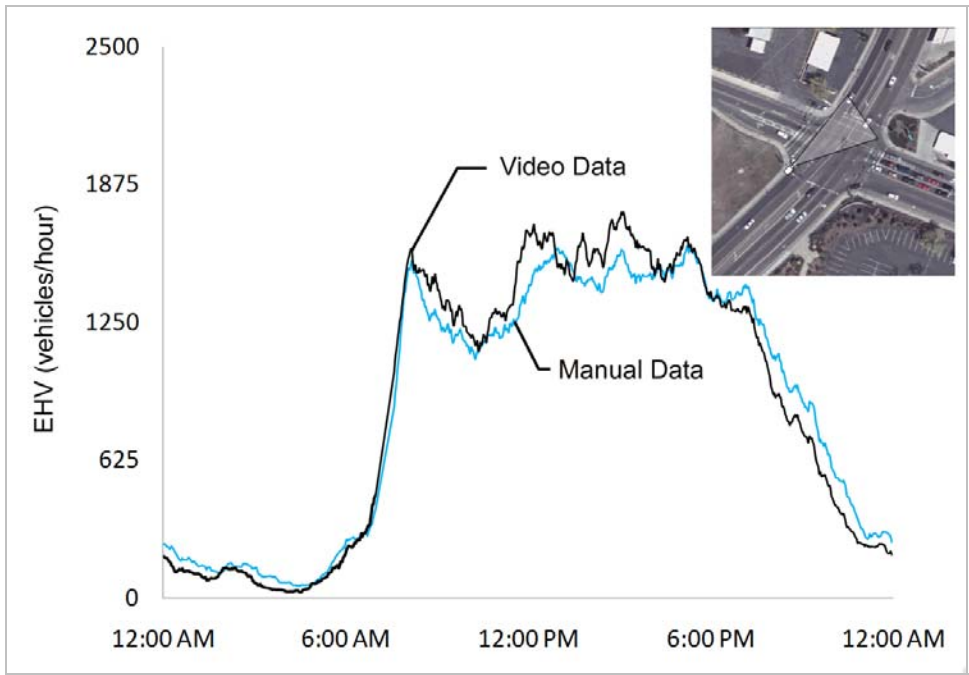 2500
1875
1250
625
0
EHV (vehicles/hour)
Video Data
Manual Data
12:00 AM
6:00 AM
12:00 PM
6:00 PM
12:00 AM